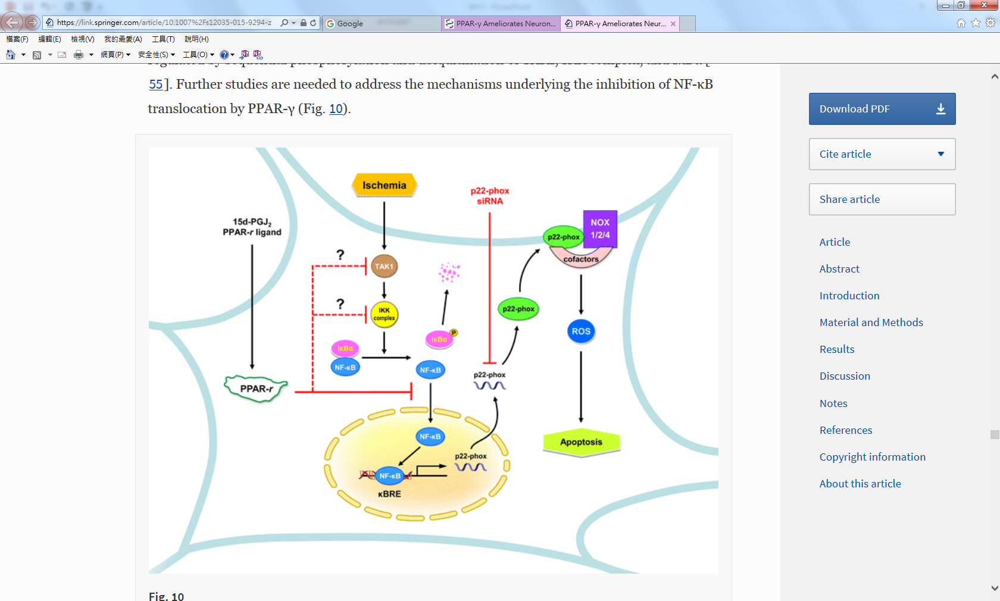 https://link.springer.com/article/10.1007%2Fs12035-015-9294-z
Google
PPAR-γ Ameliorates Neuron...
PPAR-γ Ameliorates Neur...
檔案(F) 編輯(E) 檢視(V) 我的最愛(A) 工具(T) 說明(H)
網頁(P) 安全性(S) 工具(O)
55]. Further studies are needed to address the mechanisms underlying the inhibition of NF-κB
translocation by PPAR-γ (Fig. 10).
Ischemia
p22-phox
siRNA
15d-PGJ2
PPAR-r ligand
NOX
1/2/4
p22-phox
cofactors
?
TAK1
?
IKK
complex
p22-phox
ROS
IκBα
P
IκBα
NF-κB
NF-κB
p22-phox
PPAR-r
NF-κB
Apoptosis
p22-phox
NF-κB
κBRE
Fig. 10
Download PDF
Cite article
Share article
Article
Abstract
Introduction
Material and Methods
Results
Discussion
Notes
References
Copyright information
About this article